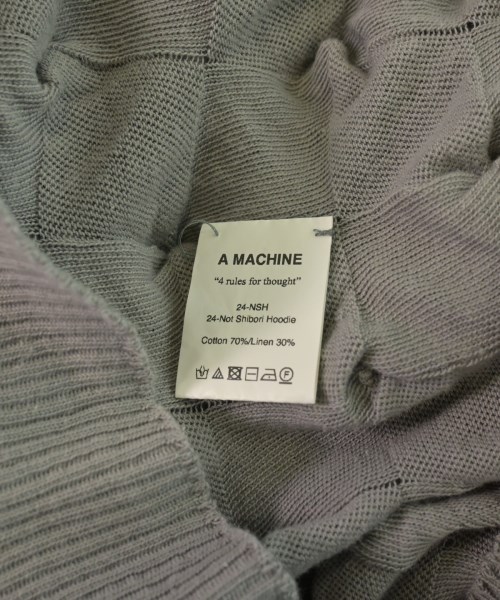 A MACHINE
“4 rules for thought”
24-NSH
24-Not Shibori Hoodie
Cotton 70%/Linen 30%
F